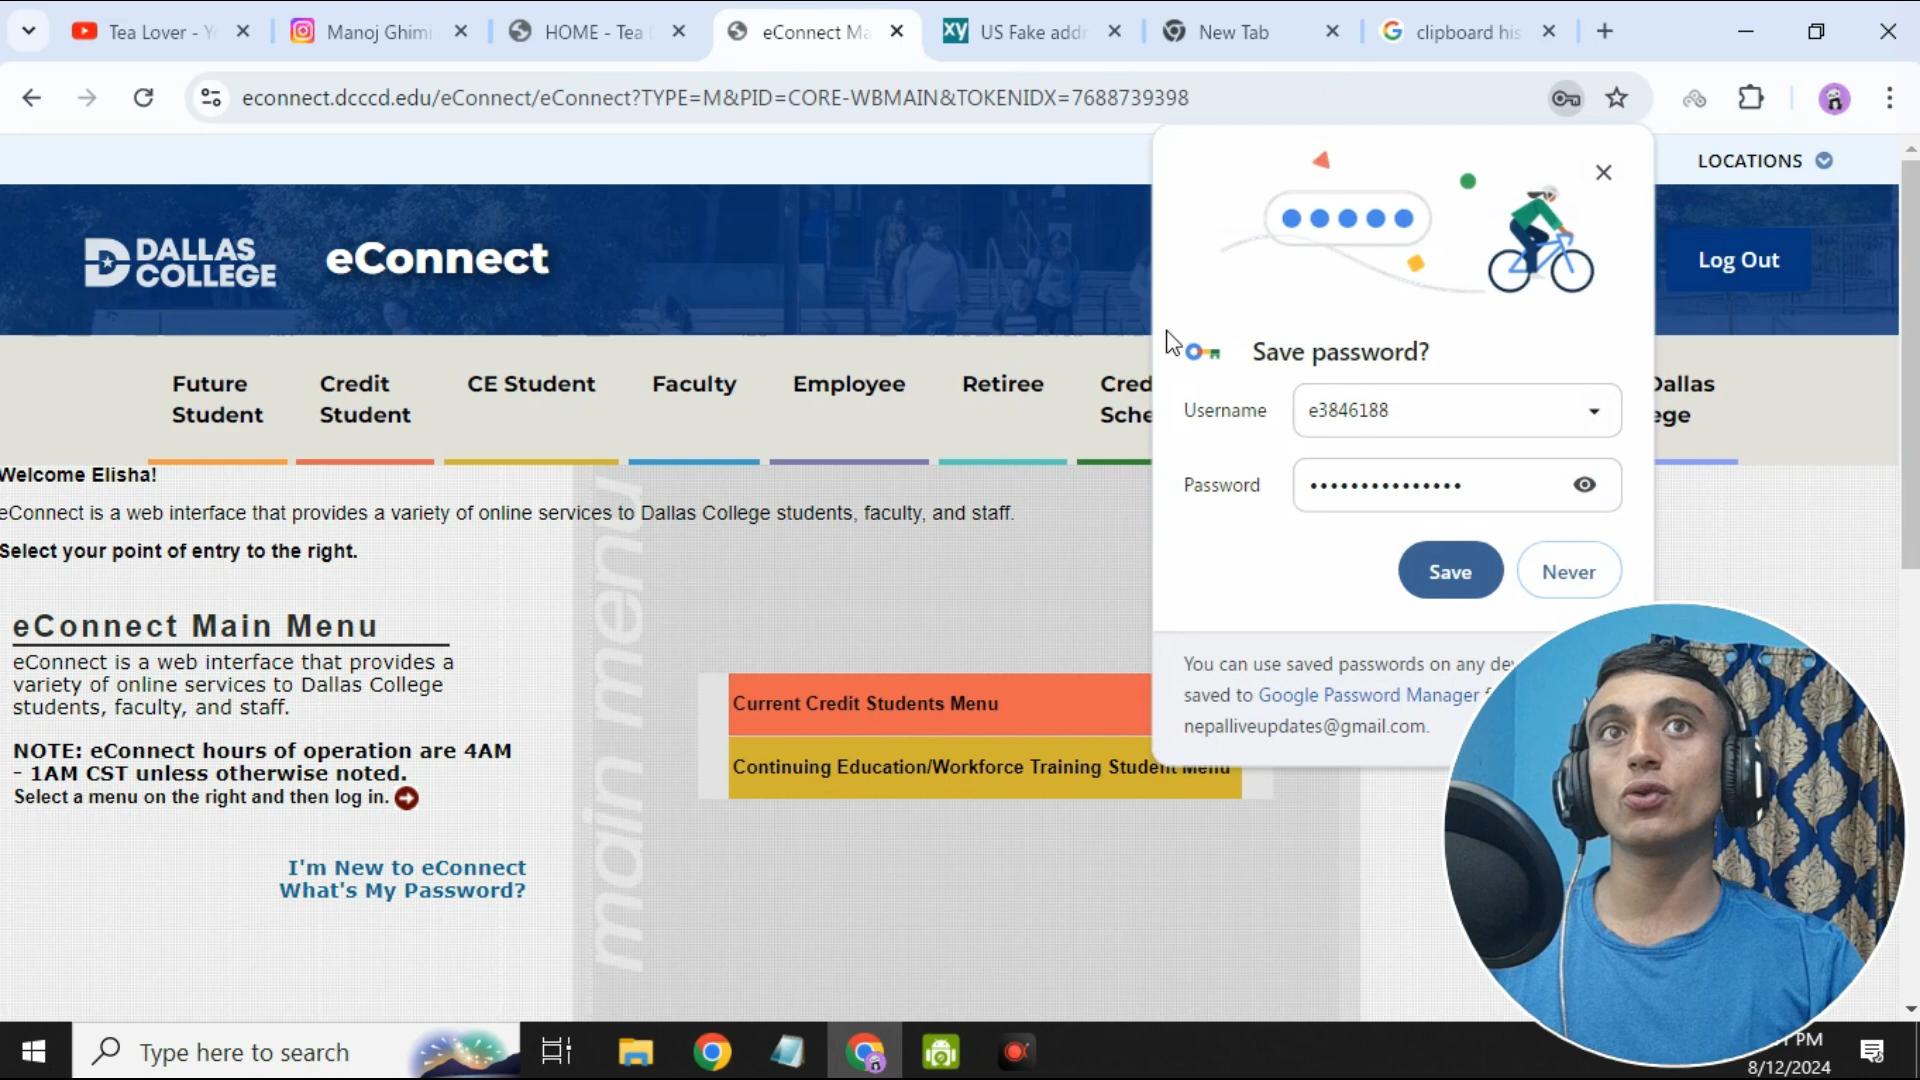 Tea Lover - Y
Manoj Ghimi
HOME - Tea
eConnect Ma
xy
US Fake addr
New Tab
clipboard his
econnect.dcccd.edu/eConnect/eConnect?TYPE=M&PID=CORE-WBMAIN&TOKENIDX=7688739398
LOCATIONS
DALLAS
COLLEGE
eConnect
Log Out
Future
Student
Credit
Student
CE Student
Faculty
Employee
Retiree
Cred
Sche
Dallas
ege
Save password?
Username
e3846188
Password
Save
Never
You can use saved passwords on any dev
saved to Google Password Manager f
nepalliveupdates@gmail.com.
Welcome Elisha!
eConnect is a web interface that provides a variety of online services to Dallas College students, faculty, and staff.
Select your point of entry to the right.
eConnect Main Menu
eConnect is a web interface that provides a
variety of online services to Dallas College
students, faculty, and staff.
NOTE: eConnect hours of operation are 4AM
- 1AM CST unless otherwise noted.
Select a menu on the right and then log in.
I'm New to eConnect
What's My Password?
main menu
Current Credit Students Menu
Continuing Education/Workforce Training Student Menu
Type here to search
PM
8/12/2024